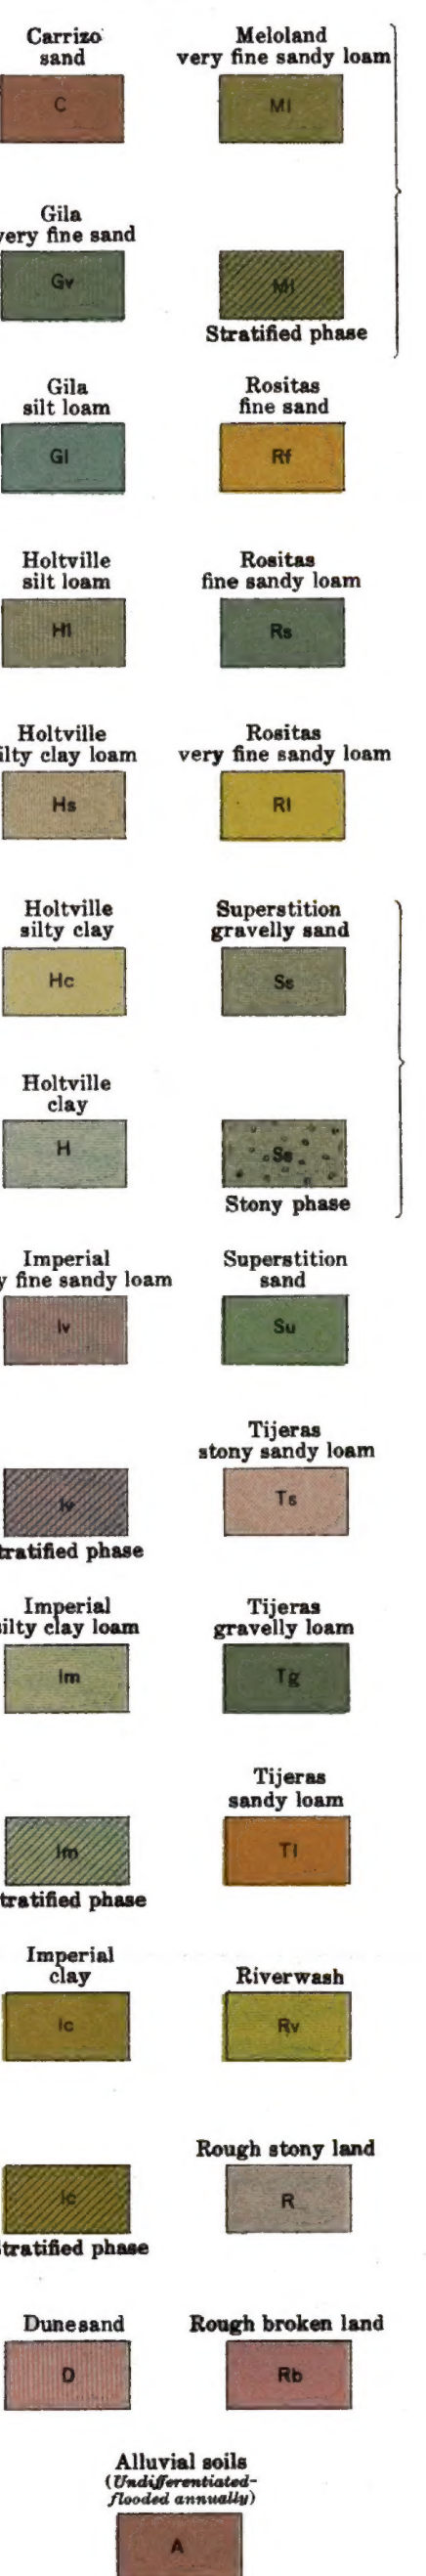 Carrizo
sand
C
Meloland
very fine sandy loam
Ml
Gila
very fine sand
Gv
Ml
Stratified phase
Gila
silt loam
Gl
Rositas
fine sand
Rf
Holtville
silt loam
Hl
Rositas
fine sandy loam
Rs
Holtville
ilty clay loam
Hs
Rositas
very fine sandy loam
Rl
Holtville
silty clay
Hc
Superstition
gravelly sand
Ss
Holtville
clay
H
Ss
Stony phase
Imperial
y fine sandy loam
Iv
Superstition
sand
Su
Iv
tratified phase
Tijeras
stony sandy loam
Ts
Imperial
silty clay loam
Im
Tijeras
gravelly loam
Tg
Im
tratified phase
Tijeras
sandy loam
Tl
Imperial
clay
Ic
Riverwash
Rv
Ic
Stratified phase
Rough stony land
R
Dunesand
D
Rough broken land
Rb
Alluvial soils
(Undifferentiated-
flooded annually)
A